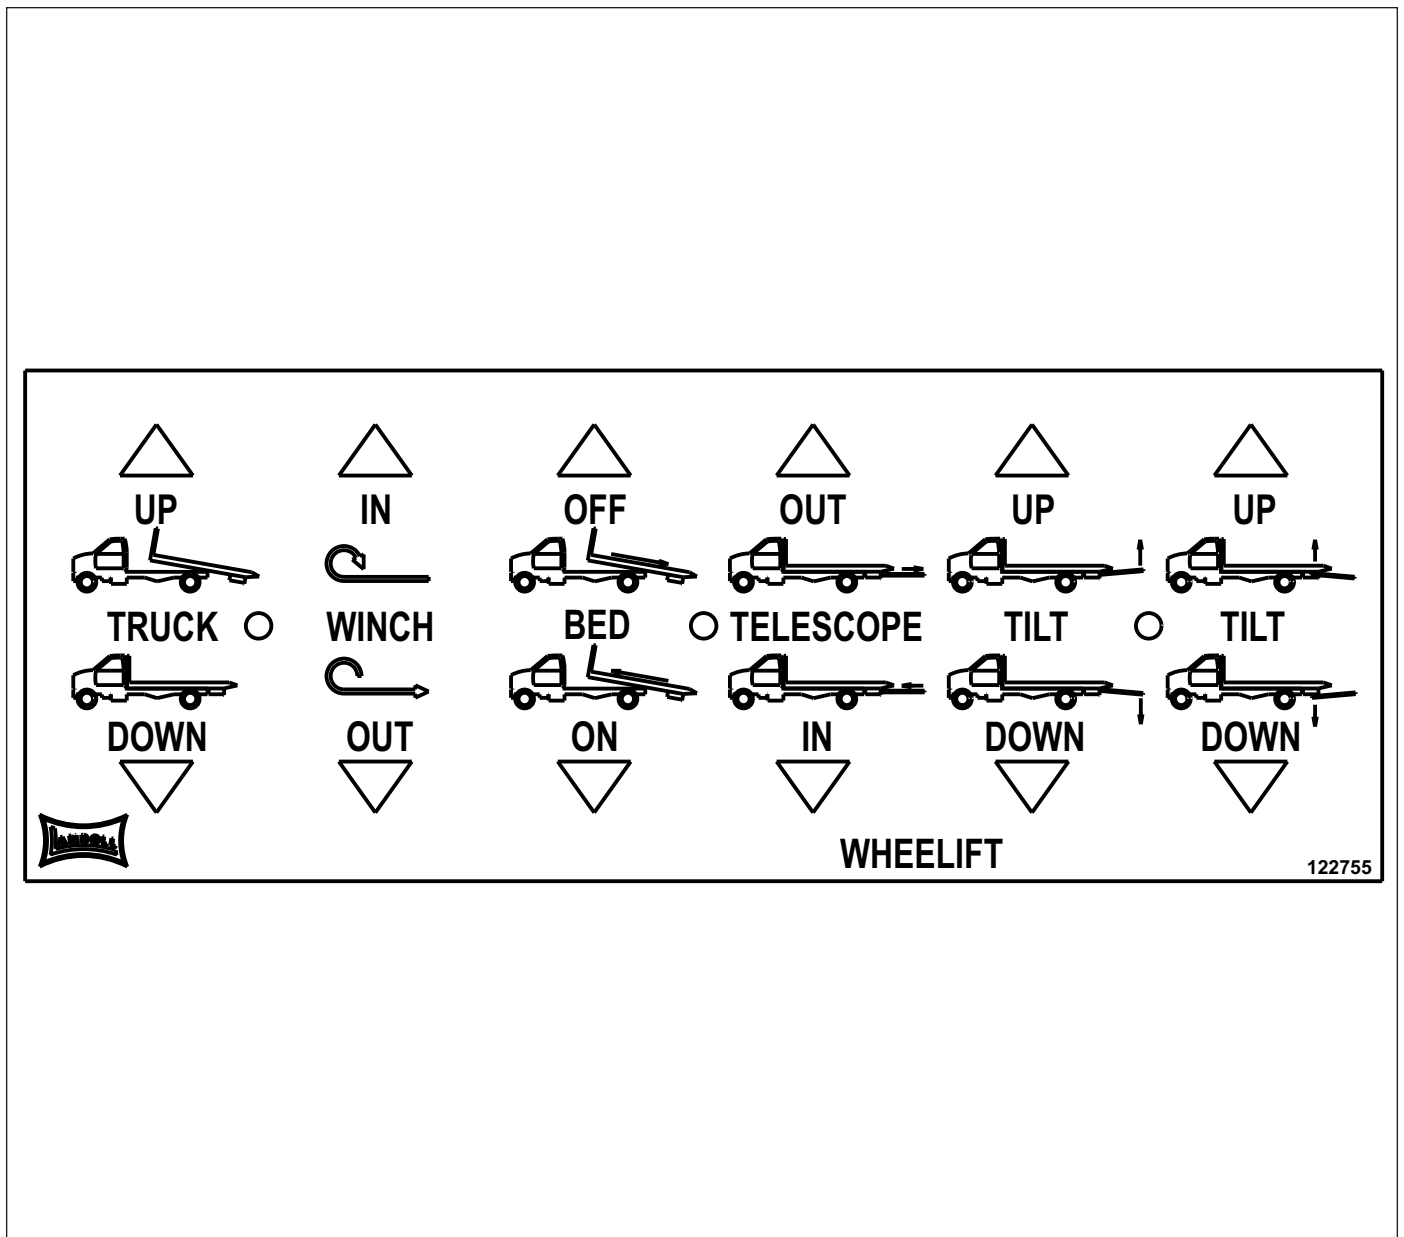 UP IN OFF OUT UP UP
TRUCK WINCH BED TELESCOPE TILT TILT
DOWN OUT ON IN DOWN DOWN
LANDOLL
WHEELIFT
122755